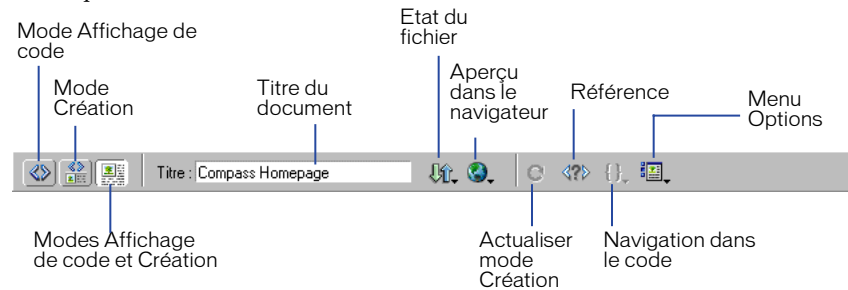 Mode Affichage de
code
Mode
Création
Titre du
document
Etat du
fichier
Aperçu
dans le
navigateur
Référence
Menu
Options
Titre : Compass Homepage
Modes Affichage
de code et Création
Actualiser
mode
Création
Navigation dans
le code